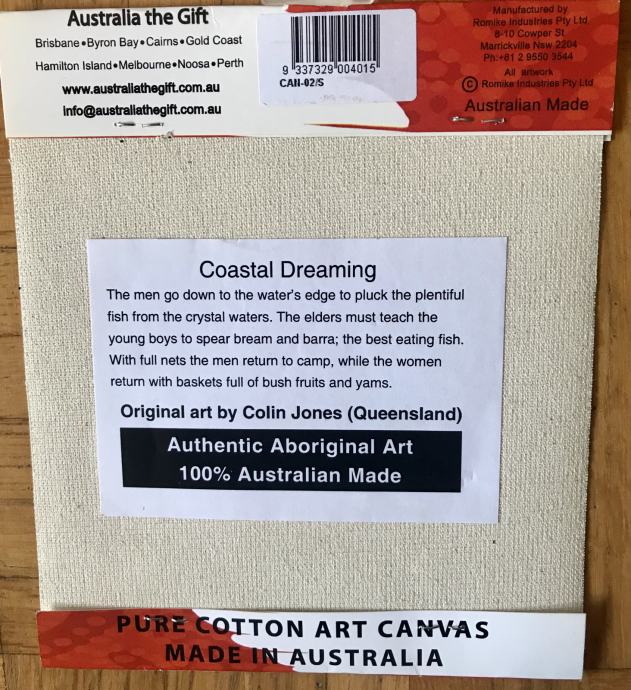 Australia the Gift
Brisbane•Byron Bay•Cairns•Gold Coast
Hamilton Island•Melbourne•Noosa•Perth
www.australiathegift.com.au
info@australiathegift.com.au
9 337329 004015
CAN-02/S
Manufactured by
Romike Industries Pty Ltd
8-10 Cowper St
Marrickville Nsw 2204
Ph:+61 2 9550 3544
All artwork
© Romike Industries Pty Ltd
Australian Made
Coastal Dreaming
The men go down to the water's edge to pluck the plentiful
fish from the crystal waters. The elders must teach the
young boys to spear bream and barra; the best eating fish.
With full nets the men return to camp, while the women
return with baskets full of bush fruits and yams.
Original art by Colin Jones (Queensland)
Authentic Aboriginal Art
100% Australian Made
PURE COTTON ART CANVAS
MADE IN AUSTRALIA